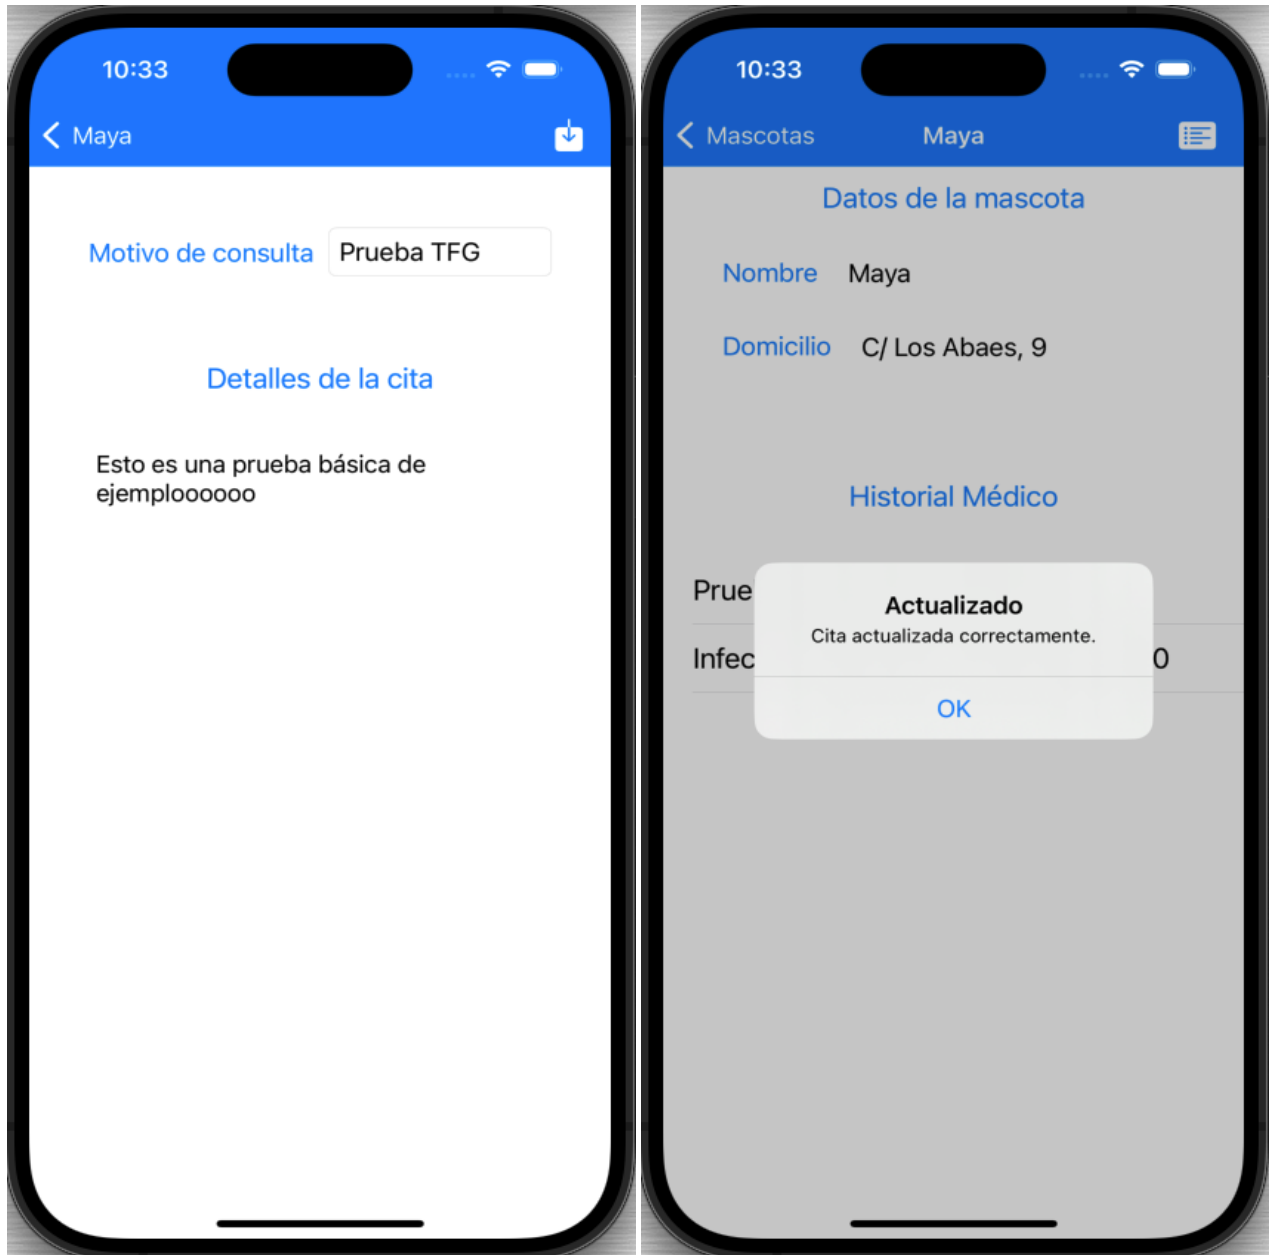 10:33
Maya
Motivo de consulta Prueba TFG
Detalles de la cita
Esto es una prueba básica de
ejemploooooo
10:33
Mascotas Maya
Datos de la mascota
Nombre Maya
Domicilio C/ Los Abaes, 9
Historial Médico
Prue
Actualizado
Cita actualizada correctamente.
Infec 0
OK